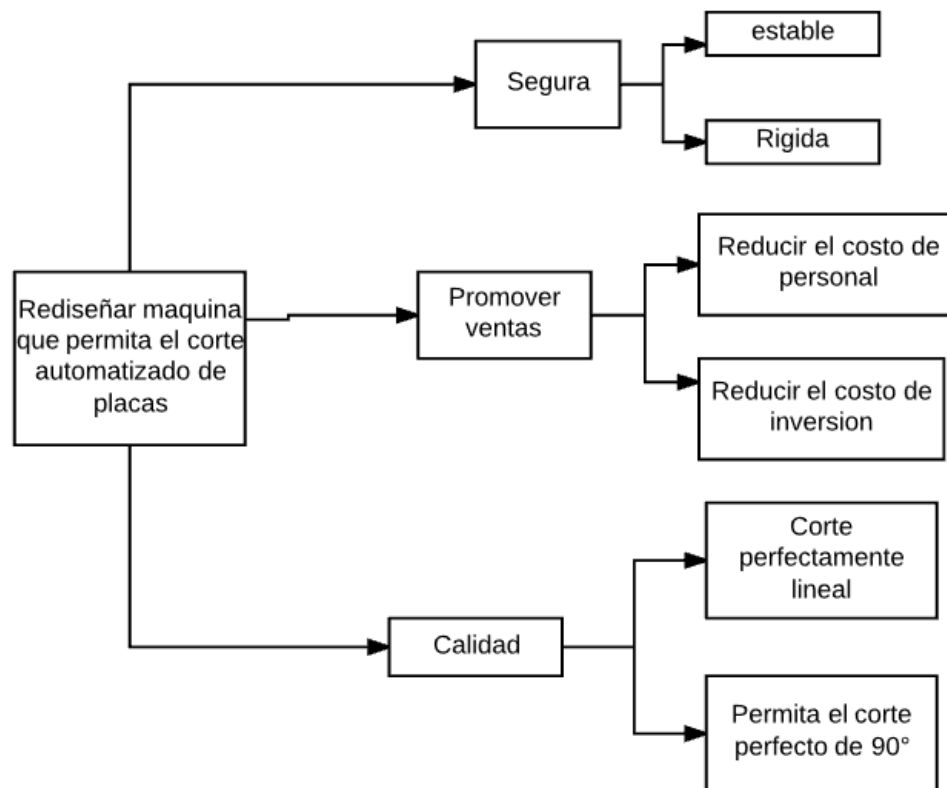 estable
Segura
Rigida
Reducir el costo de
personal
Promover
ventas
Rediseñar maquina
que permita el corte
automatizado de
placas
Reducir el costo de
inversion
Corte
perfectamente
lineal
Calidad
Permita el corte
perfecto de 90°